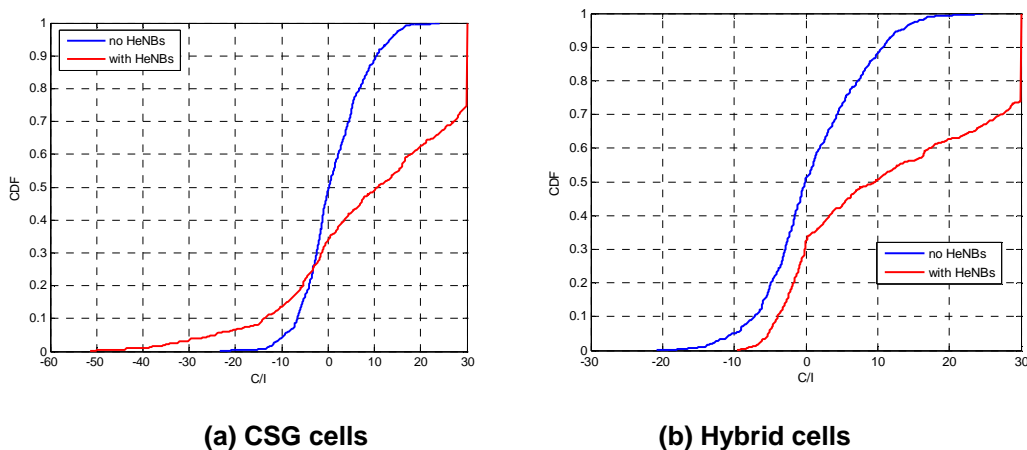 no HeNBs
with HeNBs
CDF
1
0.9
0.8
0.7
0.6
0.5
0.4
0.3
0.2
0.1
0
-60 -50 -40 -30 -20 -10 0 10 20 30
C/I
(a) CSG cells
CDF
1
0.9
0.8
0.7
0.6
0.5
0.4
0.3
0.2
0.1
0
no HeNBs
with HeNBs
-30 -20 -10 0 10 20 30
C/I
(b) Hybrid cells